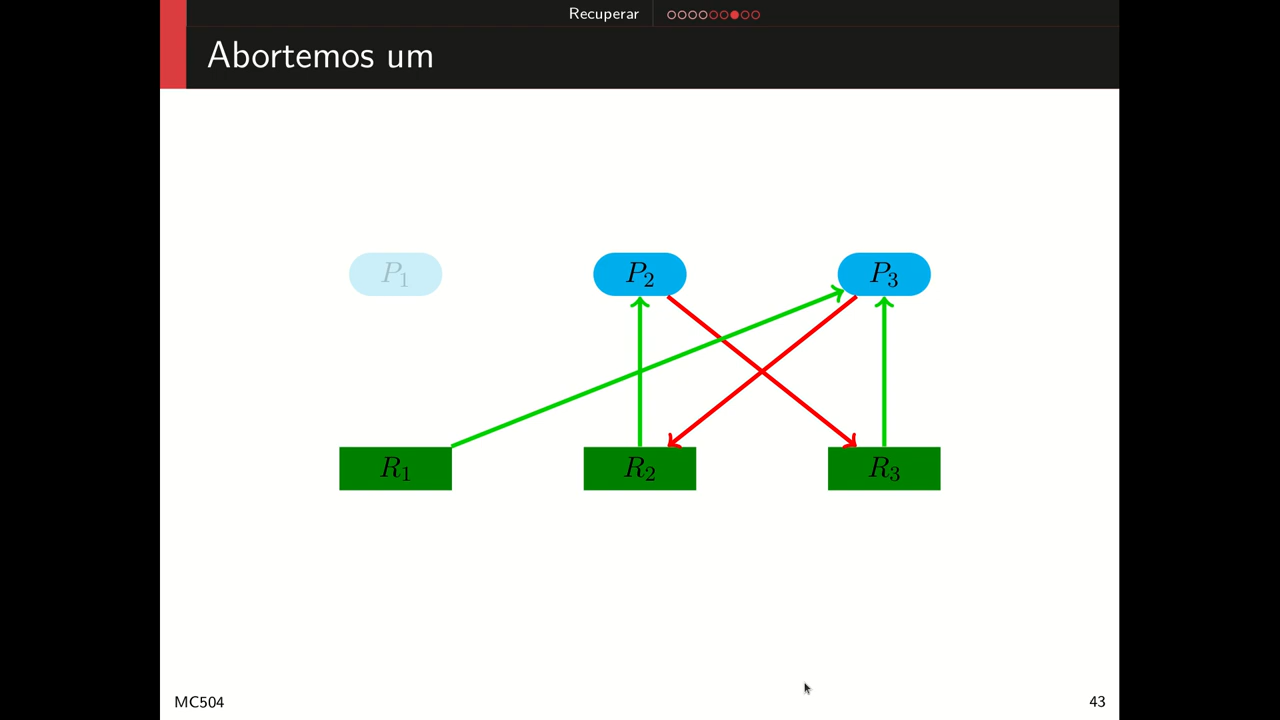 Recuperar
Abortemos um
P1 P2 P3
R1 R2 R3
MC504 43